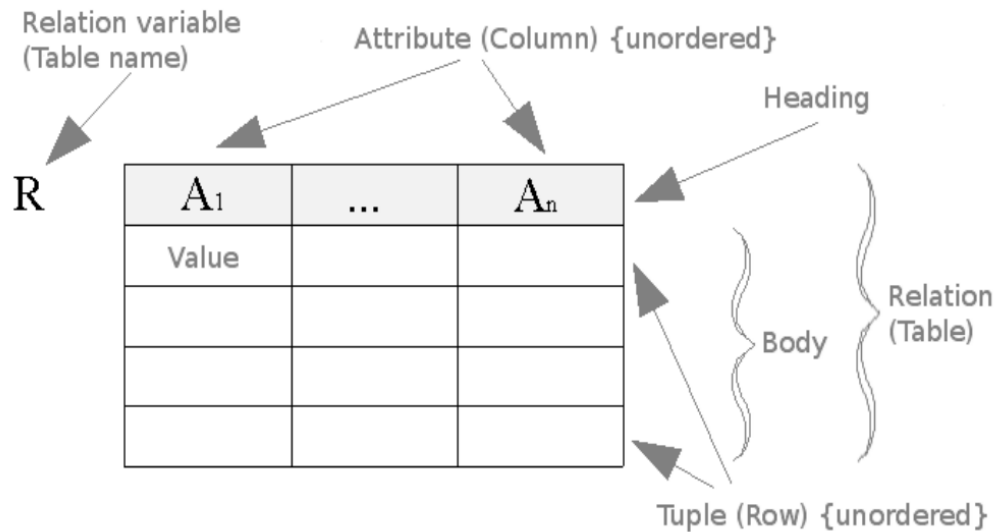 Relation variable
(Table name)
Attribute (Column) {unordered}
Heading
R
A1 ... An
Value
Relation
(Table)
Body
Tuple (Row) {unordered}